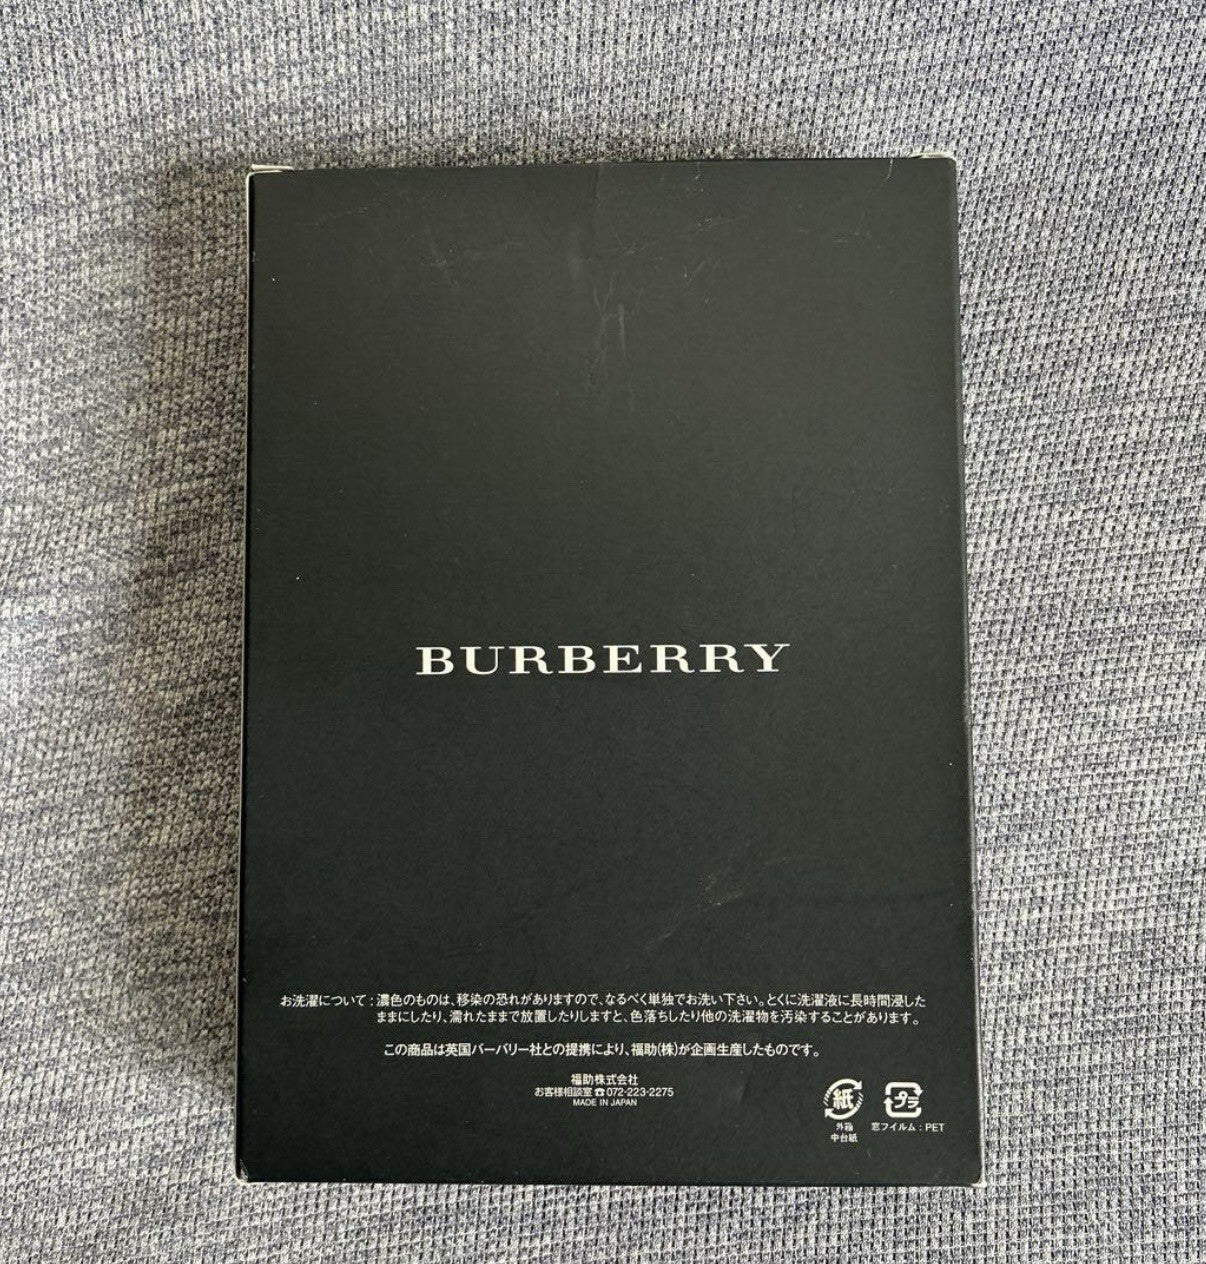 BURBERRY
お洗濯について：濃色のものは、移染の恐れがありますので、なるべく単独でお洗い下さい。とくに洗濯液に長時間浸した
ままにしたり、濡れたままで放置したりしますと、色落ちしたり他の洗濯物を汚染することがあります。
この商品は英国バーバリー社との提携により、福助(株)が企画生産したものです。
福助株式会社
お客様相談室☎072-223-2275
MADE IN JAPAN
紙
外箱
中台紙
プラ
窓フイルム：PET